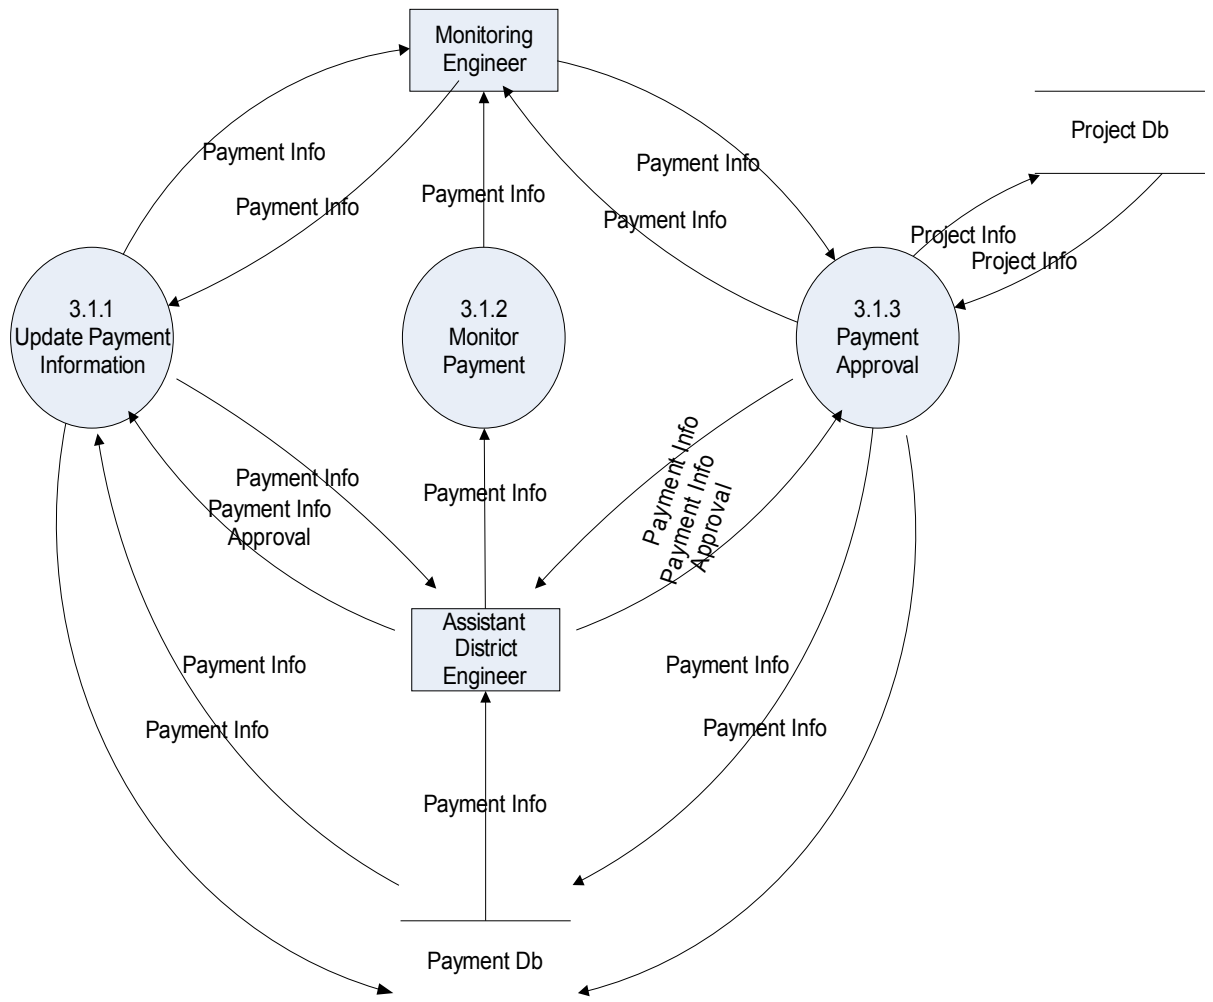 Monitoring
Engineer
Project Db
Payment Info
Payment Info
Payment Info
Payment Info
Payment Info
Project Info
Project Info
3.1.1
Update Payment
Information
3.1.2
Monitor
Payment
3.1.3
Payment
Approval
Payment Info
Payment Info
Approval
Payment Info
Payment Info
Payment Info
Approval
Assistant
District
Engineer
Payment Info
Payment Info
Payment Info
Payment Info
Payment Info
Payment Db